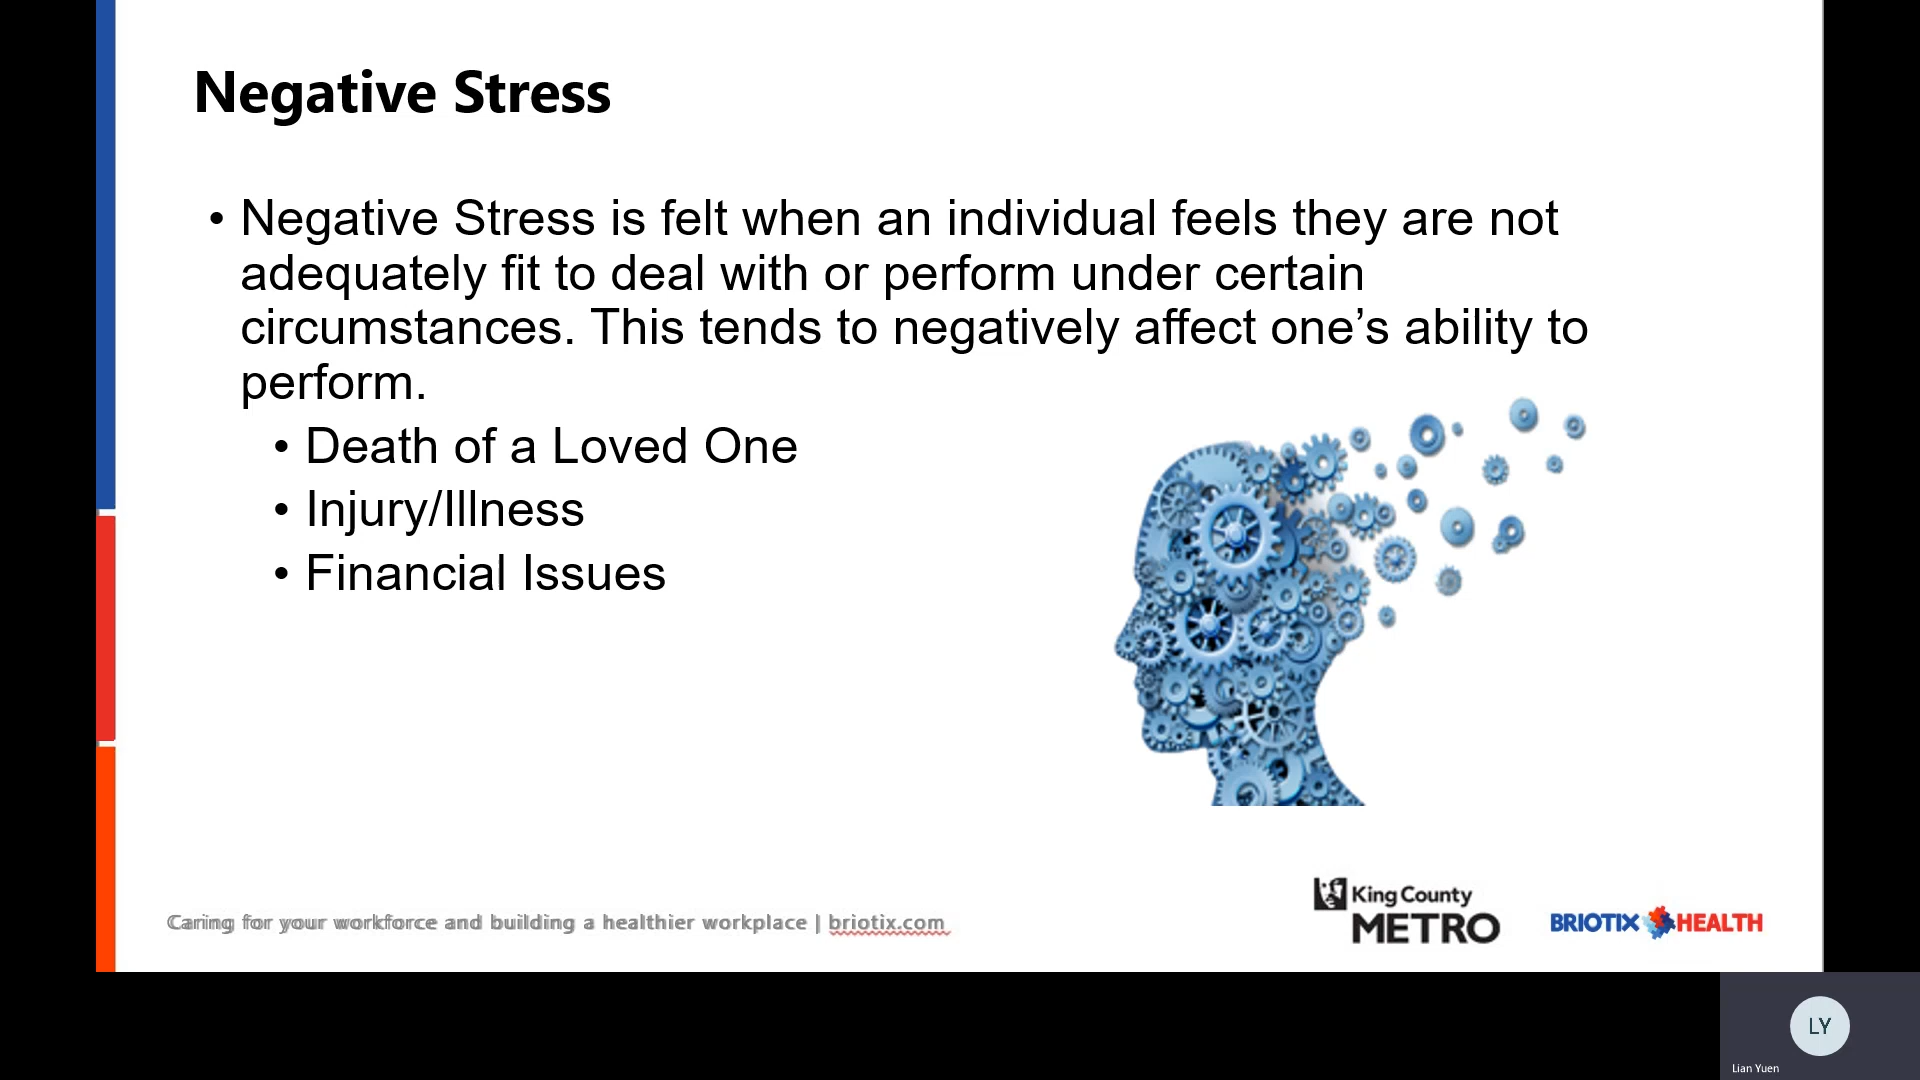 Negative Stress
• Negative Stress is felt when an individual feels they are not
adequately fit to deal with or perform under certain
circumstances. This tends to negatively affect one’s ability to
perform.
• Death of a Loved One
• Injury/Illness
• Financial Issues
Caring for your workforce and building a healthier workplace | briotix.com
King County
METRO
BRIOTIX HEALTH
LY
Lian Yuen